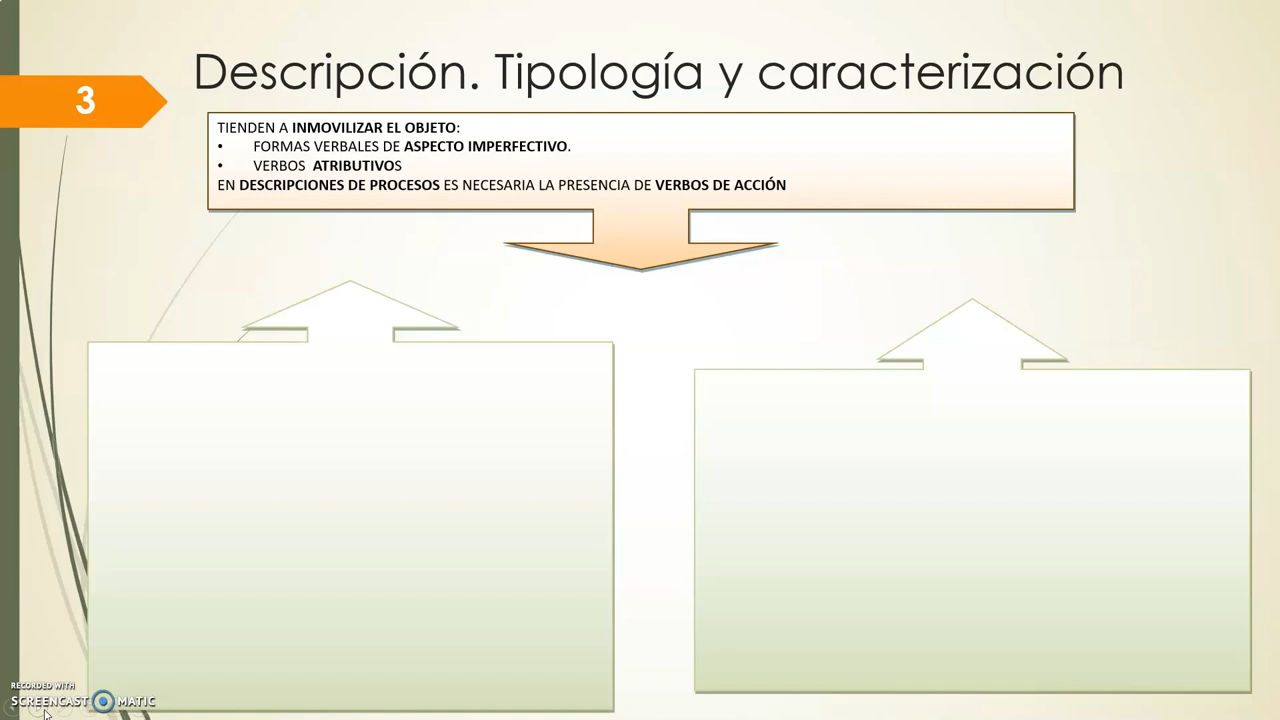 Descripción. Tipología y caracterización
3
TIENDEN A INMOVILIZAR EL OBJETO:
• FORMAS VERBALES DE ASPECTO IMPERFECTIVO.
• VERBOS ATRIBUTIVOS
EN DESCRIPCIONES DE PROCESOS ES NECESARIA LA PRESENCIA DE VERBOS DE ACCIÓN
RECORDED WITH
SCREENCAST MATIC